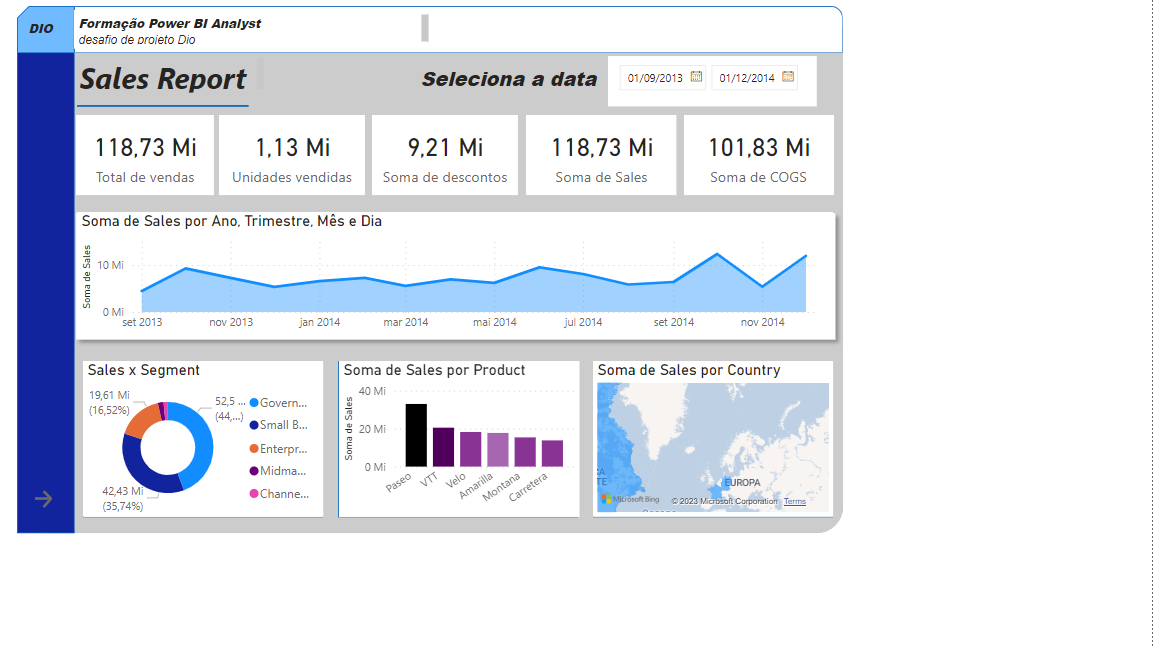 DIO
Formação Power BI Analyst
desafio de projeto Dio
Sales Report
Seleciona a data
01/09/2013
01/12/2014
118,73 Mi
Total de vendas
1,13 Mi
Unidades vendidas
9,21 Mi
Soma de descontos
118,73 Mi
Soma de Sales
101,83 Mi
Soma de COGS
Soma de Sales por Ano, Trimestre, Mês e Dia
Soma de Sales
10 Mi
0 Mi
set 2013
nov 2013
jan 2014
mar 2014
mai 2014
jul 2014
set 2014
nov 2014
Sales x Segment
19,61 Mi
(16,52%)
52,5 ...
(44,...)
42,43 Mi
(35,74%)
Govern...
Small B...
Enterpr...
Midma...
Channe...
Soma de Sales por Product
Soma de Sales
40 Mi
20 Mi
0 Mi
Paseo
VTT
Velo
Amarilla
Montana
Carretera
Soma de Sales por Country
CA
TE
EUROPA
Microsoft Bing
© 2023 Microsoft Corporation
Terms